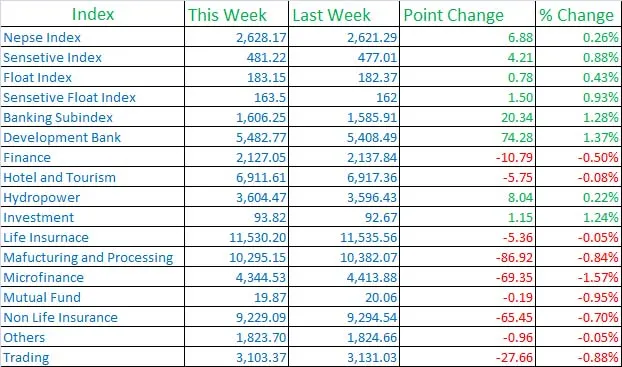 Index This Week Last Week Point Change % Change
Nepse Index 2,628.17 2,621.29 6.88 0.26%
Sensetive Index 481.22 477.01 4.21 0.88%
Float Index 183.15 182.37 0.78 0.43%
Sensetive Float Index 163.5 162 1.50 0.93%
Banking Subindex 1,606.25 1,585.91 20.34 1.28%
Development Bank 5,482.77 5,408.49 74.28 1.37%
Finance 2,127.05 2,137.84 -10.79 -0.50%
Hotel and Tourism 6,911.61 6,917.36 -5.75 -0.08%
Hydropower 3,604.47 3,596.43 8.04 0.22%
Investment 93.82 92.67 1.15 1.24%
Life Insurnace 11,530.20 11,535.56 -5.36 -0.05%
Mafucturing and Processing 10,295.15 10,382.07 -86.92 -0.84%
Microfinance 4,344.53 4,413.88 -69.35 -1.57%
Mutual Fund 19.87 20.06 -0.19 -0.95%
Non Life Insurance 9,229.09 9,294.54 -65.45 -0.70%
Others 1,823.70 1,824.66 -0.96 -0.05%
Trading 3,103.37 3,131.03 -27.66 -0.88%